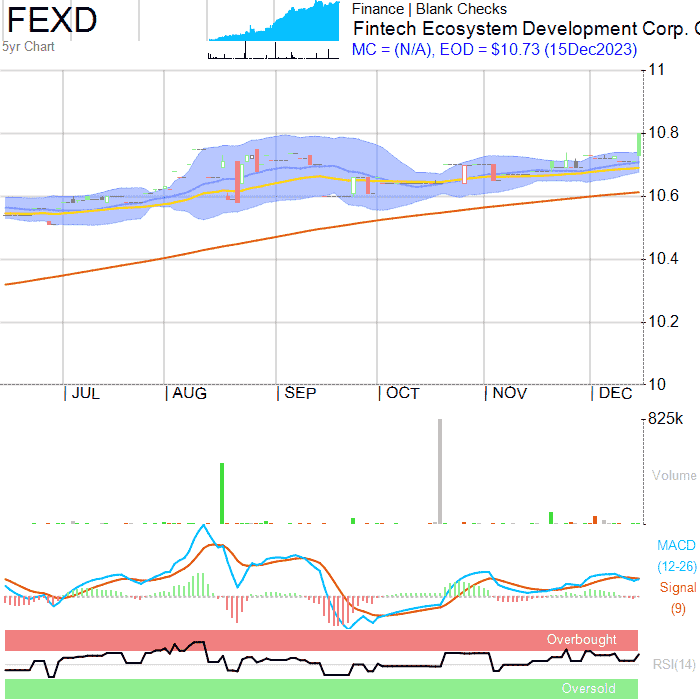 FEXD
5yr Chart
Finance | Blank Checks
Fintech Ecosystem Development Corp.
MC = (N/A), EOD = $10.73 (15Dec2023)
11
10.8
10.6
10.4
10.2
10
| JUL | AUG | SEP | OCT | NOV | DEC
825k
Volume
MACD
(12-26)
Signal
(9)
Overbought
RSI(14)
Oversold